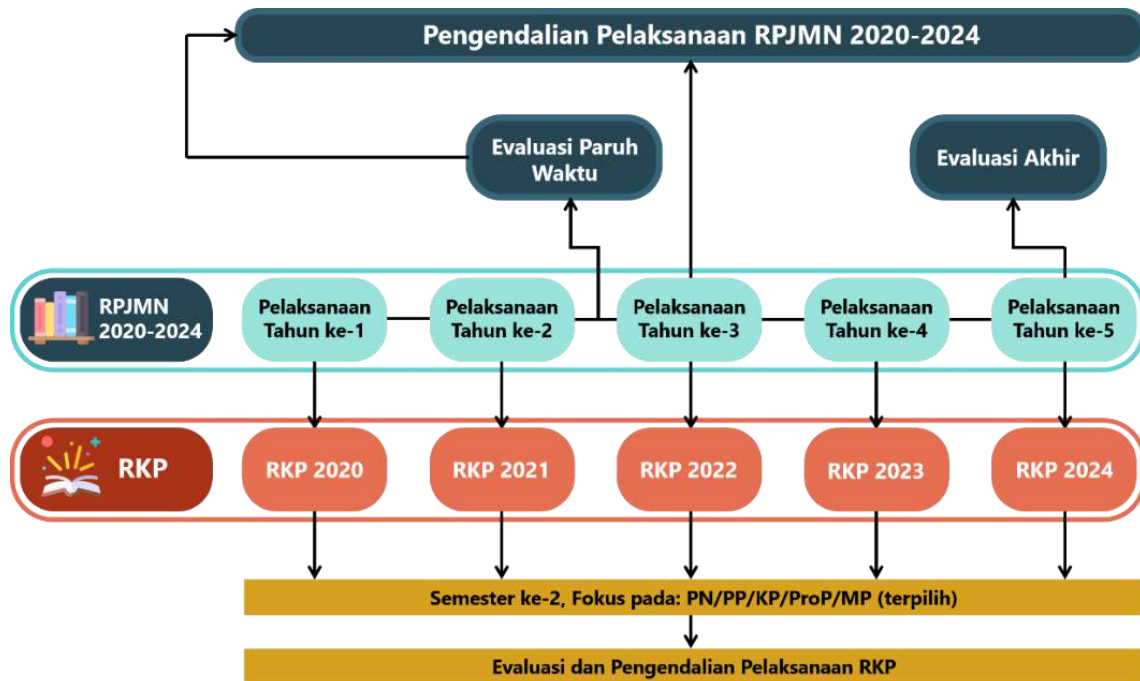 Pengendalian Pelaksanaan RPJMN 2020-2024
Evaluasi Paruh
Waktu
Evaluasi Akhir
RPJMN
2020-2024
Pelaksanaan
Tahun ke-1
Pelaksanaan
Tahun ke-2
Pelaksanaan
Tahun ke-3
Pelaksanaan
Tahun ke-4
Pelaksanaan
Tahun ke-5
RKP
RKP 2020
RKP 2021
RKP 2022
RKP 2023
RKP 2024
Semester ke-2, Fokus pada: PN/PP/KP/ProP/MP (terpilih)
Evaluasi dan Pengendalian Pelaksanaan RKP